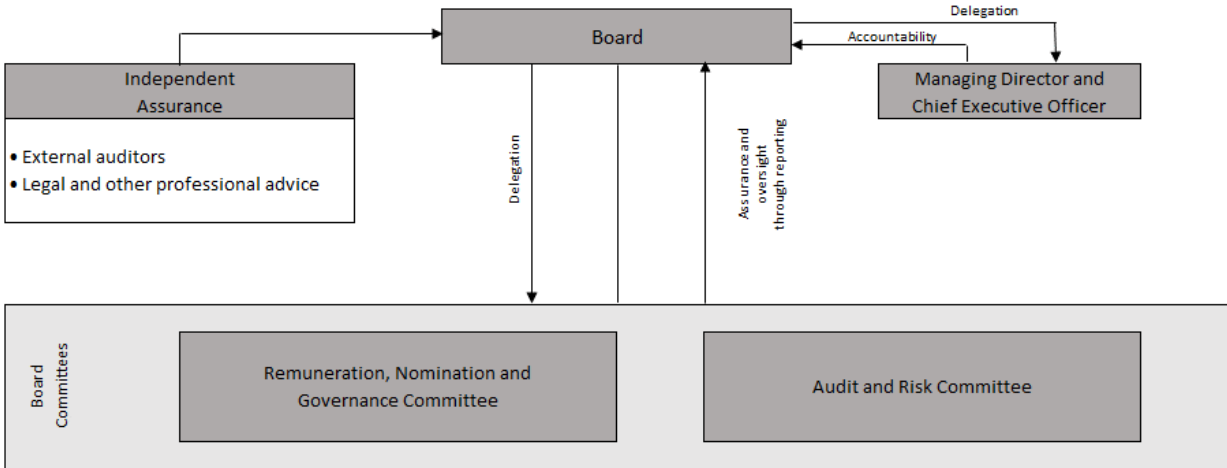 Board
Delegation
Accountability
Independent
Assurance
• External auditors
• Legal and other professional advice
Managing Director and
Chief Executive Officer
Delegation
Assurance and
oversight
through reporting
Board
Committees
Remuneration, Nomination and
Governance Committee
Audit and Risk Committee